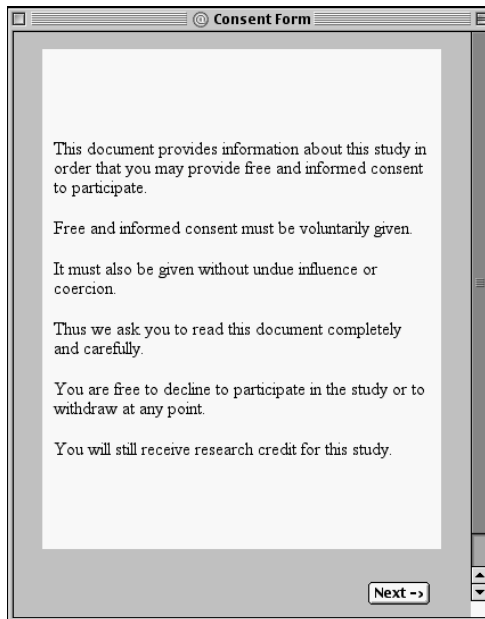 Consent Form
This document provides information about this study in
order that you may provide free and informed consent
to participate.
Free and informed consent must be voluntarily given.
It must also be given without undue influence or
coercion.
Thus we ask you to read this document completely
and carefully.
You are free to decline to participate in the study or to
withdraw at any point.
You will still receive research credit for this study.
Next ->